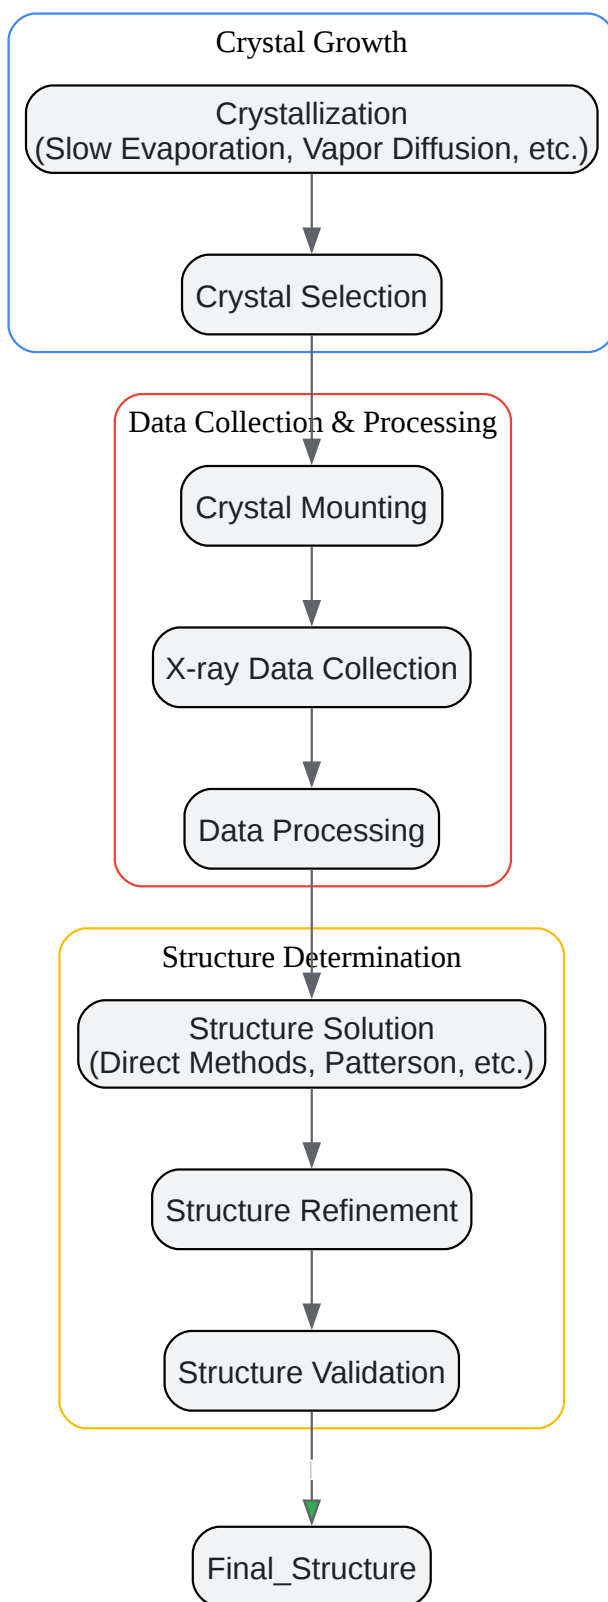 Crystal Growth
Crystallization
(Slow Evaporation, Vapor Diffusion, etc.)
Crystal Selection
Data Collection & Processing
Crystal Mounting
X-ray Data Collection
Data Processing
Structure Determination
Structure Solution
(Direct Methods, Patterson, etc.)
Structure Refinement
Structure Validation
Final_Structure